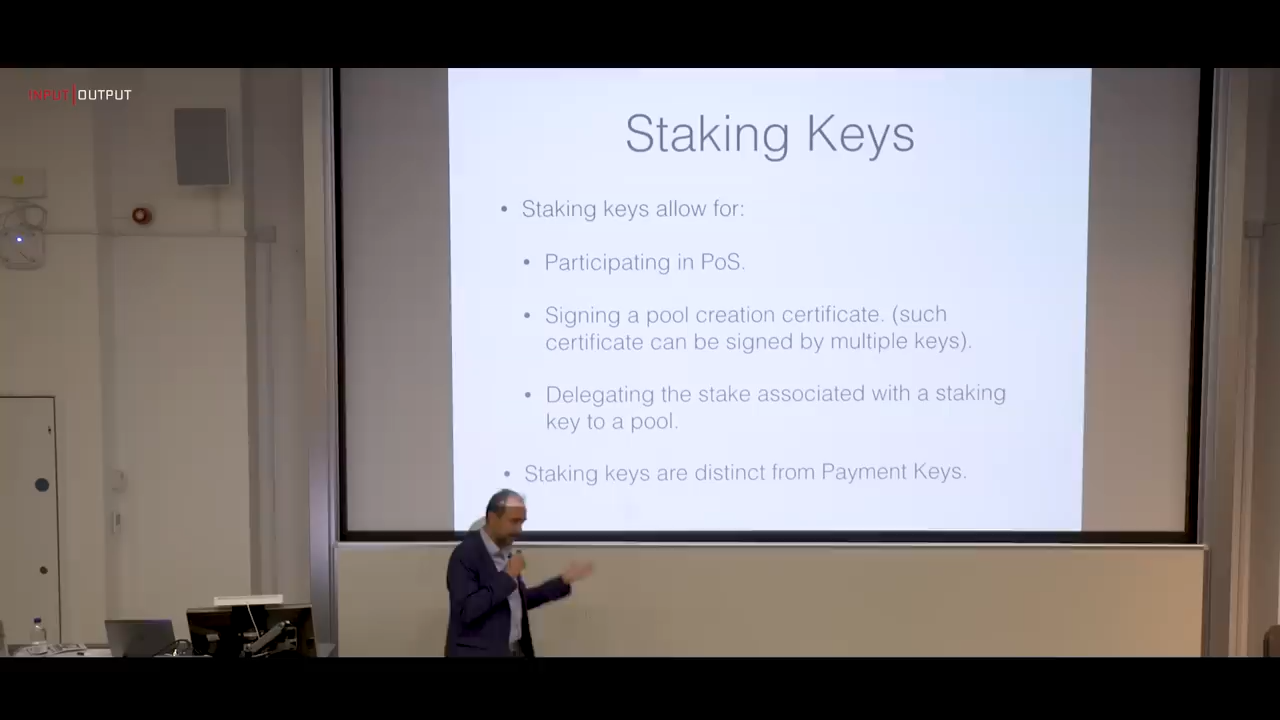 INPUT|OUTPUT
Staking Keys
• Staking keys allow for:
• Participating in PoS.
• Signing a pool creation certificate. (such
certificate can be signed by multiple keys).
• Delegating the stake associated with a staking
key to a pool.
• Staking keys are distinct from Payment Keys.